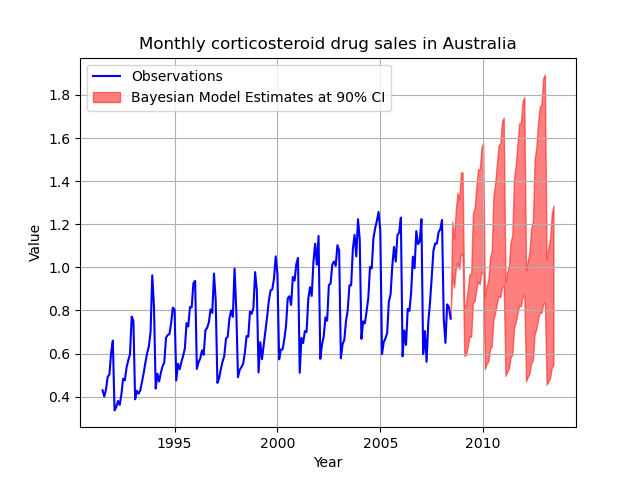 Monthly corticosteroid drug sales in Australia
Observations
Bayesian Model Estimates at 90% CI
1.8
1.6
1.4
1.2
1.0
0.8
0.6
0.4
Value
1995
2000
2005
2010
Year